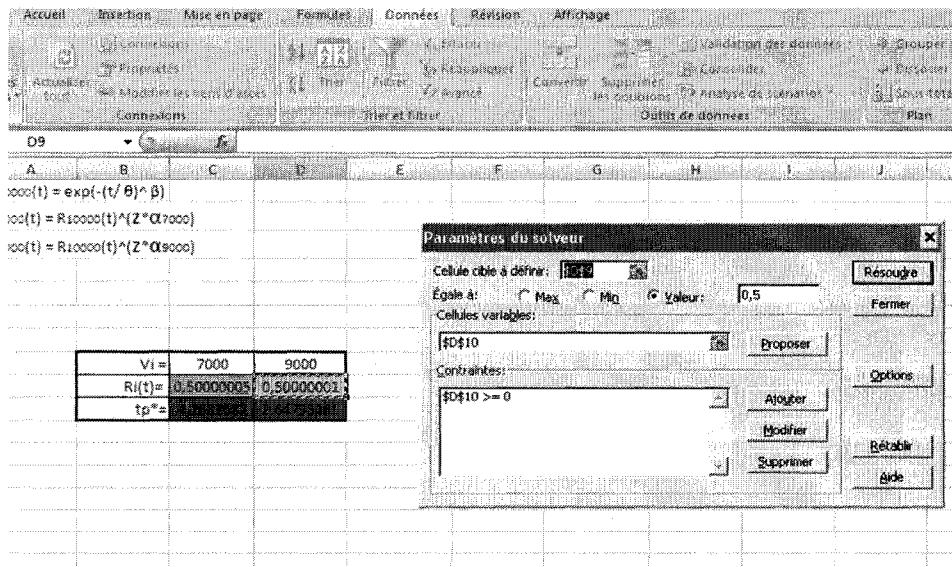 Accueil Insertion Mise en page Formules Données Révision Affichage
Connexions Validation des données Grouper
Propriétés Réappliquer Consolider Dissocier
Actualiser tout Modifier les liens d'accès Trier Filtrer Avancé Convertir Supprimer les doublons Analyse de scénarios
Connexions Trier et filtrer Outils de données Plan
D9 fx
A B C D E F G H I J
(t) = exp(-(t/ θ)^ β)
(t) = R10000(t)^(Z*α7000)
(t) = R10000(t)^(Z*α9000)
Vi = 7000 9000
Ri(t)= 0,50000005 0,50000001
tp*=
Paramètres du solveur
Cellule cible à définir: $D$9 Résoudre
Égale à: Max Min Valeur: 0,5 Fermer
Cellules variables:
$D$10 Proposer
Contraintes: Options
$D$10 >= 0 Ajouter
Modifier
Rétablir
Supprimer
Aide